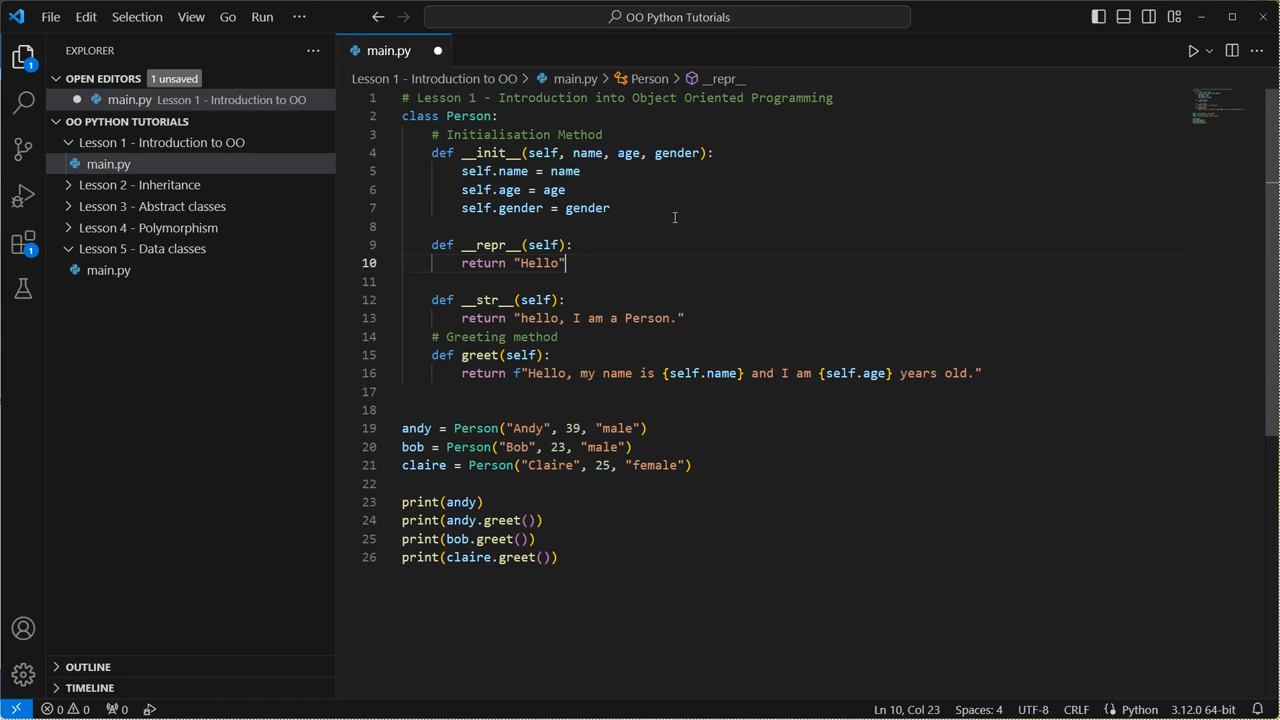 File Edit Selection View Go Run ··· OO Python Tutorials
EXPLORER ···
OPEN EDITORS 1 unsaved
main.py Lesson 1 - Introduction to OO
OO PYTHON TUTORIALS
Lesson 1 - Introduction to OO
main.py
Lesson 2 - Inheritance
Lesson 3 - Abstract classes
Lesson 4 - Polymorphism
Lesson 5 - Data classes
main.py
OUTLINE
TIMELINE
1
1
main.py
Lesson 1 - Introduction to OO > main.py > Person > __repr__
1 # Lesson 1 - Introduction into Object Oriented Programming
2 class Person:
3     # Initialisation Method
4     def __init__(self, name, age, gender):
5         self.name = name
6         self.age = age
7         self.gender = gender
8
9     def __repr__(self):
10         return "Hello"
11
12     def __str__(self):
13         return "hello, I am a Person."
14     # Greeting method
15     def greet(self):
16         return f"Hello, my name is {self.name} and I am {self.age} years old."
17
18
19 andy = Person("Andy", 39, "male")
20 bob = Person("Bob", 23, "male")
21 claire = Person("Claire", 25, "female")
22
23 print(andy)
24 print(andy.greet())
25 print(bob.greet())
26 print(claire.greet())
0 0 0 Ln 10, Col 23 Spaces: 4 UTF-8 CRLF Python 3.12.0 64-bit